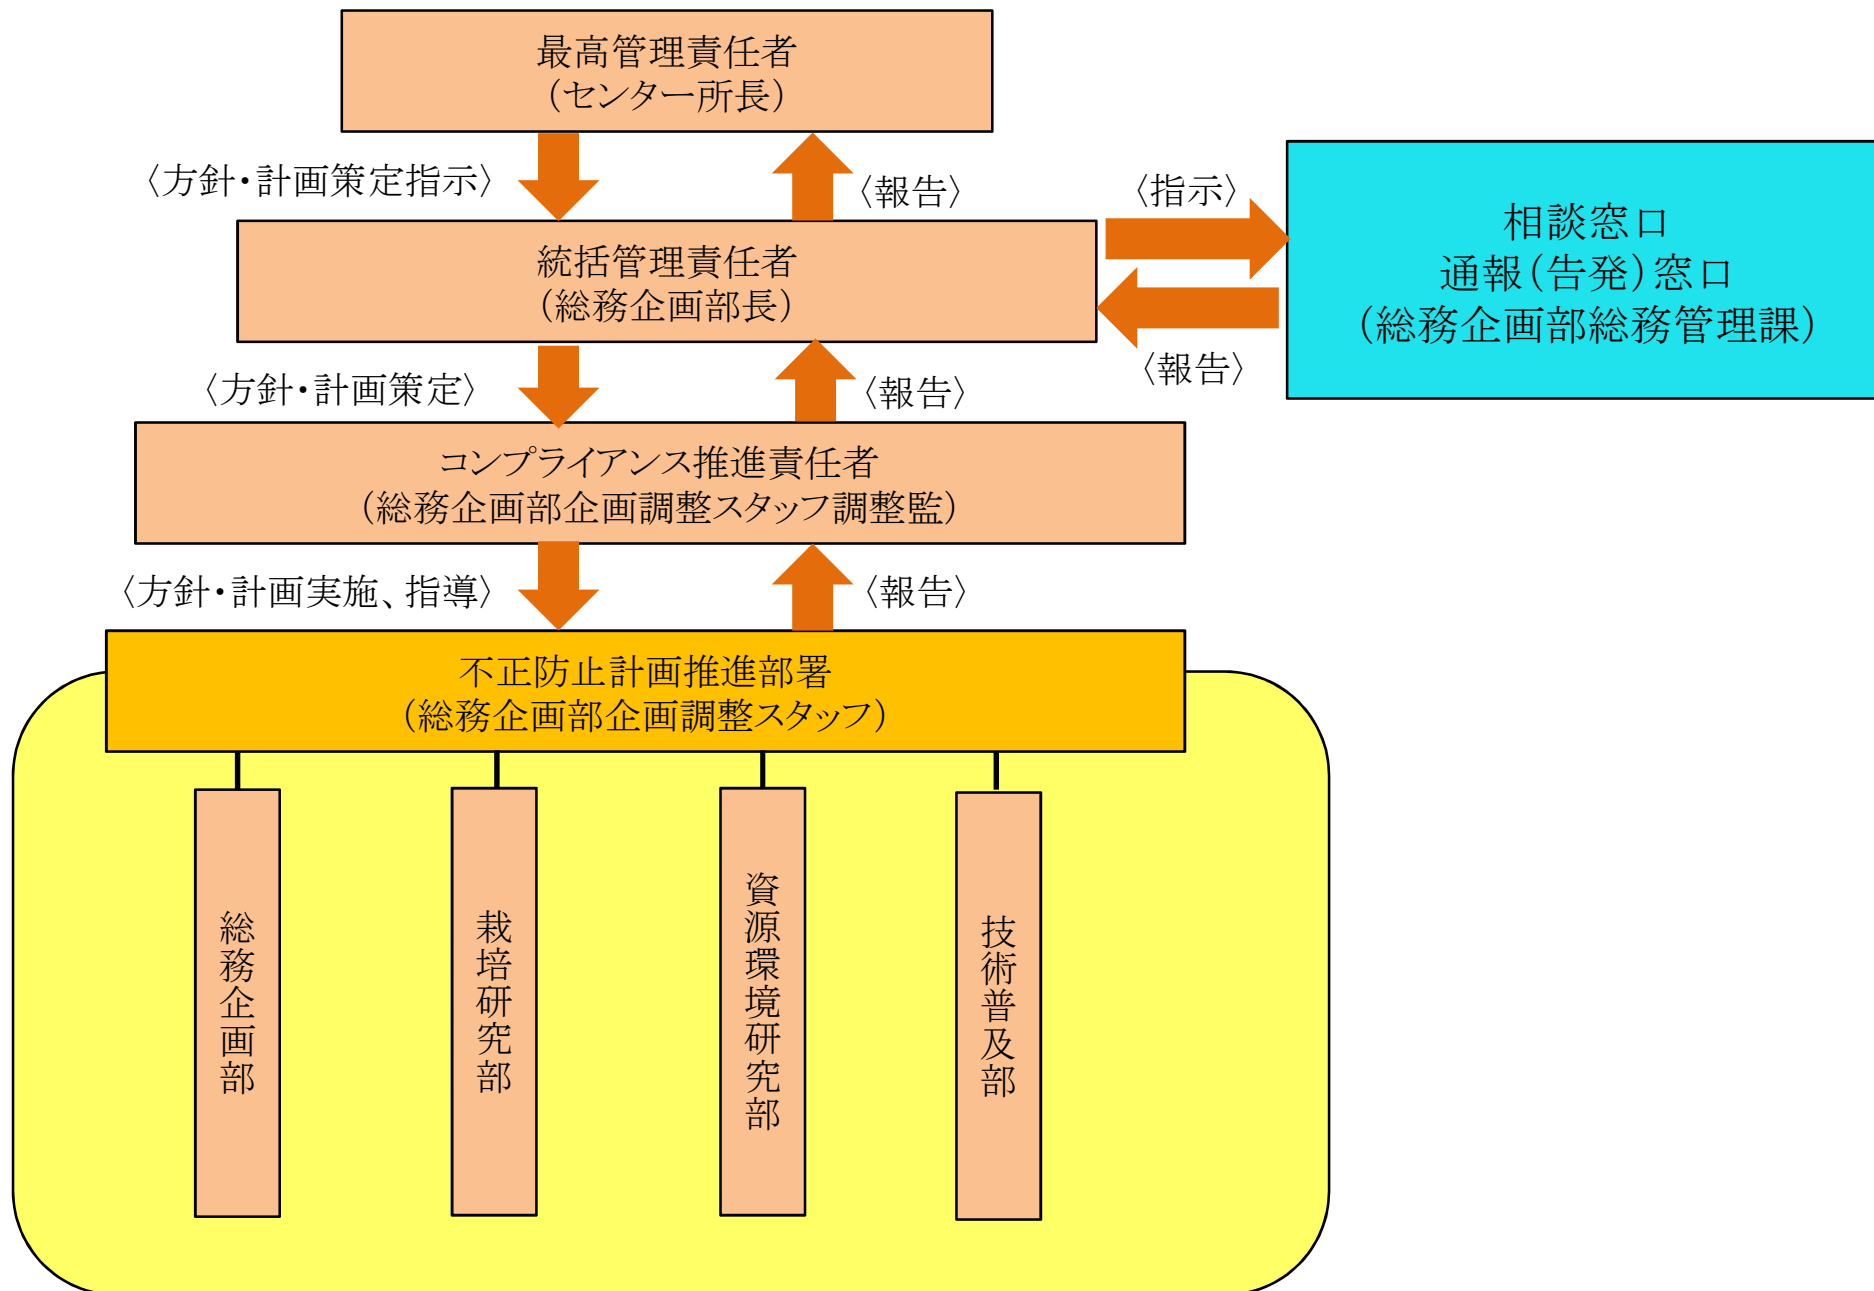 最高管理責任者
（センター所長）
〈方針・計画策定指示〉
〈報告〉
〈指示〉
相談窓口
通報（告発）窓口
（総務企画部総務管理課）
統括管理責任者
（総務企画部長）
〈報告〉
〈方針・計画策定〉
〈報告〉
コンプライアンス推進責任者
（総務企画部企画調整スタッフ調整監）
〈方針・計画実施、指導〉
〈報告〉
不正防止計画推進部署
（総務企画部企画調整スタッフ）
総務企画部
栽培研究部
資源環境研究部
技術普及部